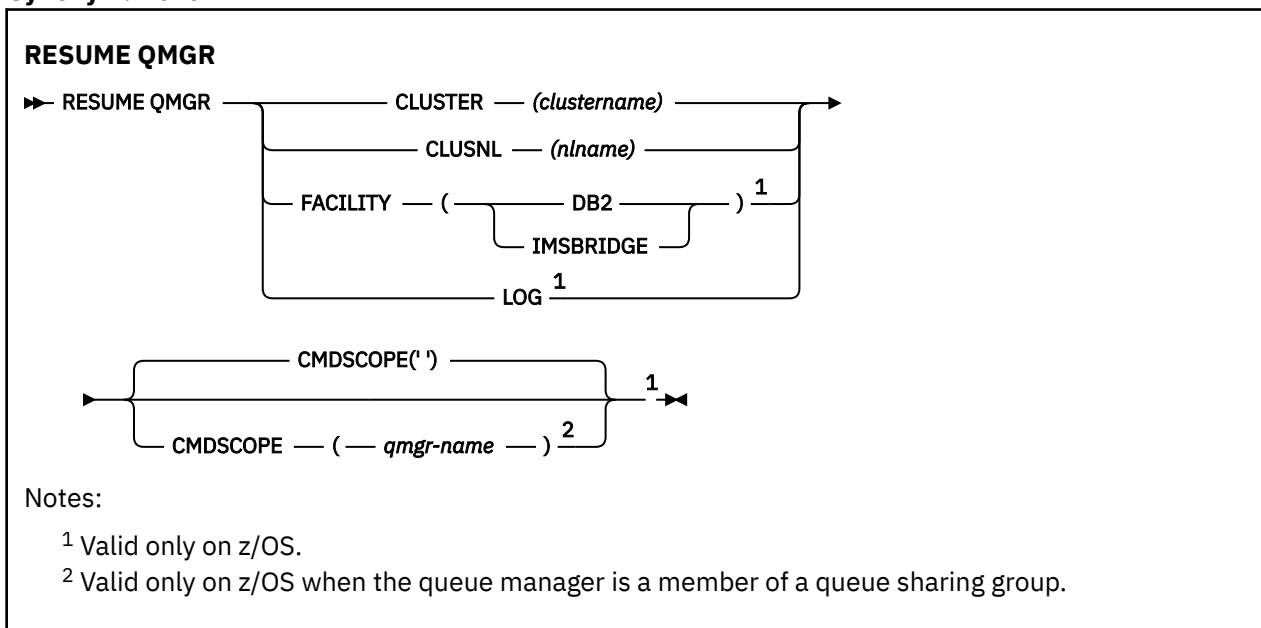 RESUME QMGR
RESUME QMGR CLUSTER (clustername)
CLUSNL (nlname)
FACILITY ( DB2 ) 1
IMSBRIDGE
LOG 1
CMDSCOPE(' ')
1
CMDSCOPE ( qmgr-name ) 2
Notes:
1 Valid only on z/OS.
2 Valid only on z/OS when the queue manager is a member of a queue sharing group.